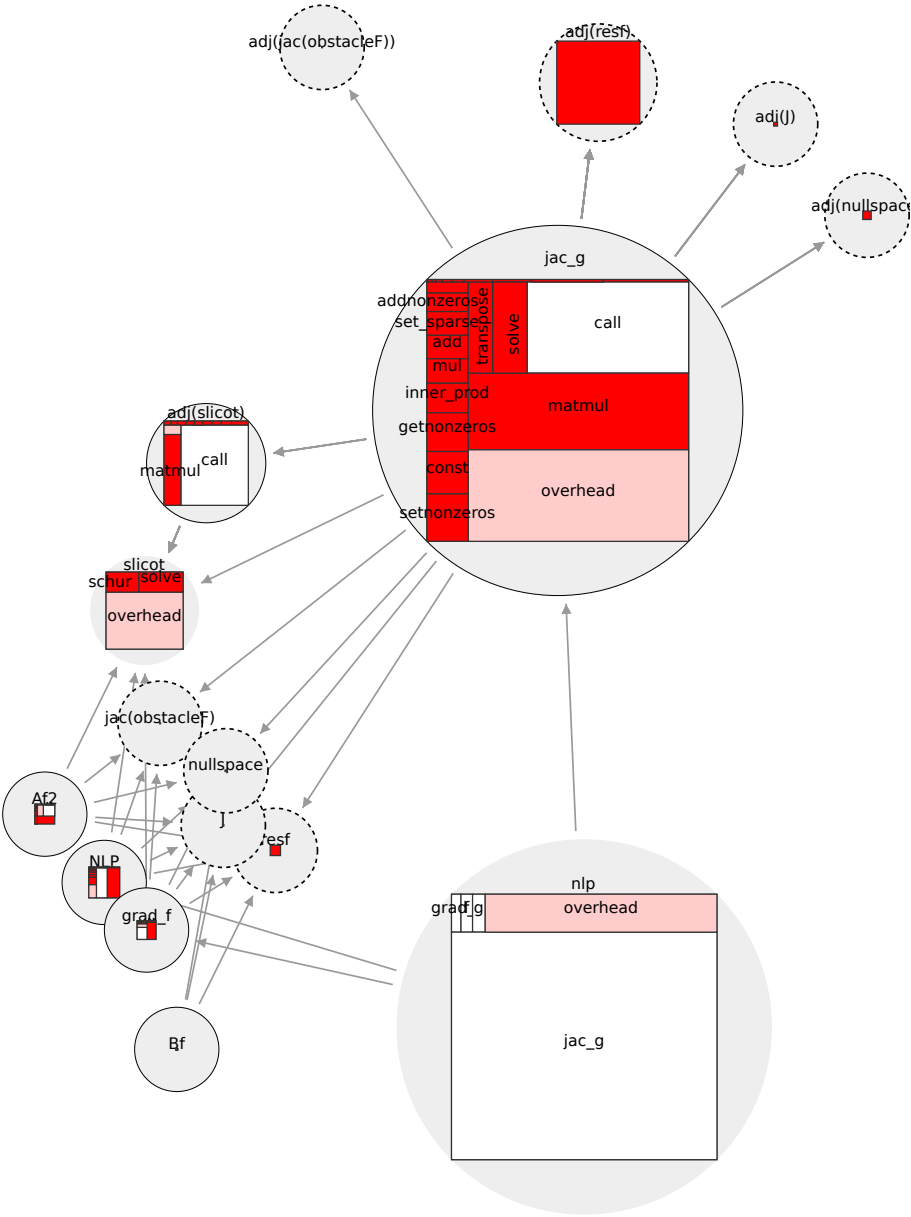 adj(jac(obstacleF))
adj(resf)
adj(J)
adj(nullspace
jac_g
addnonzeros
set_sparse
add
mul
inner_prod
getnonzeros
const
setnonzeros
transpose
solve
call
matmul
overhead
adj(slicot)
matmul
call
slicot
schur
solve
overhead
jac(obstacleF)
nullspace
J
resf
Af2
NLP
grad_f
Bf
nlp
grad_f
g
overhead
jac_g